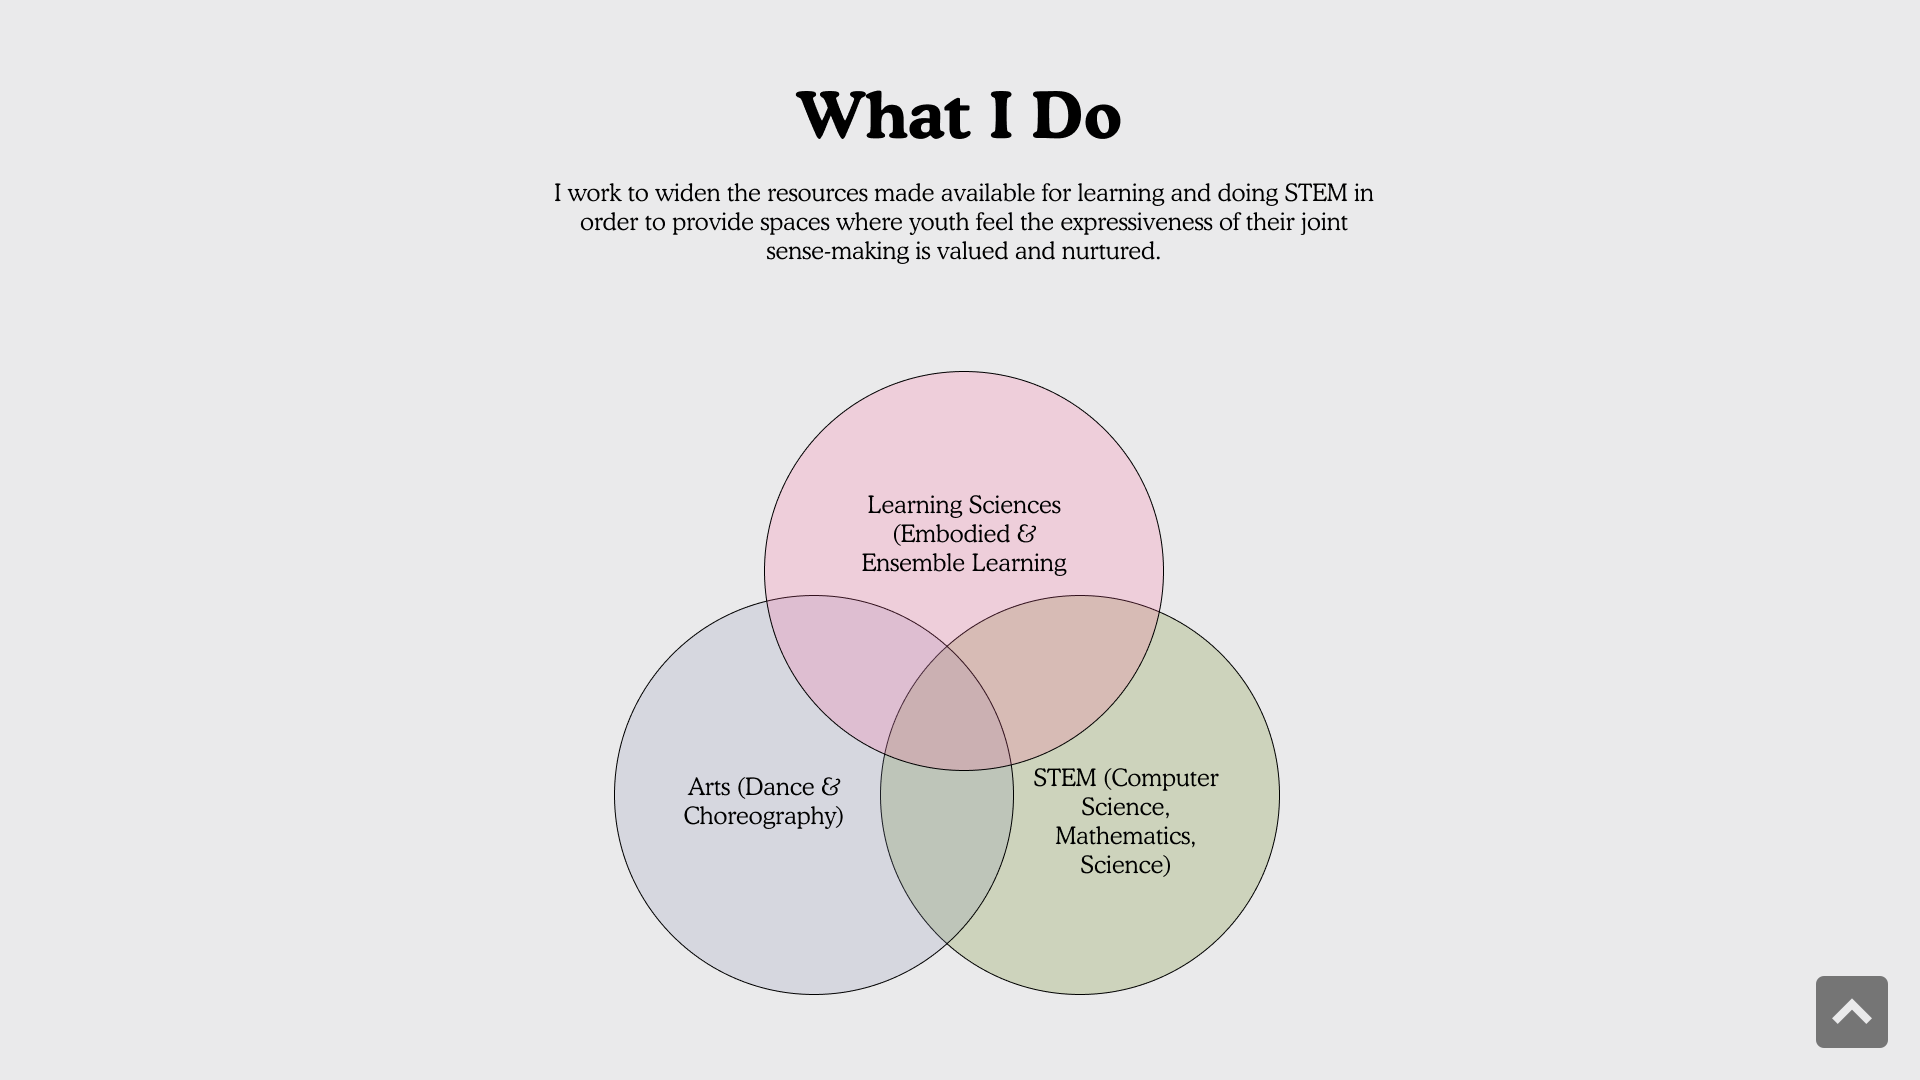 What I Do
I work to widen the resources made available for learning and doing STEM in
order to provide spaces where youth feel the expressiveness of their joint
sense-making is valued and nurtured.
Learning Sciences
(Embodied &
Ensemble Learning
Arts (Dance &
Choreography)
STEM (Computer
Science,
Mathematics,
Science)